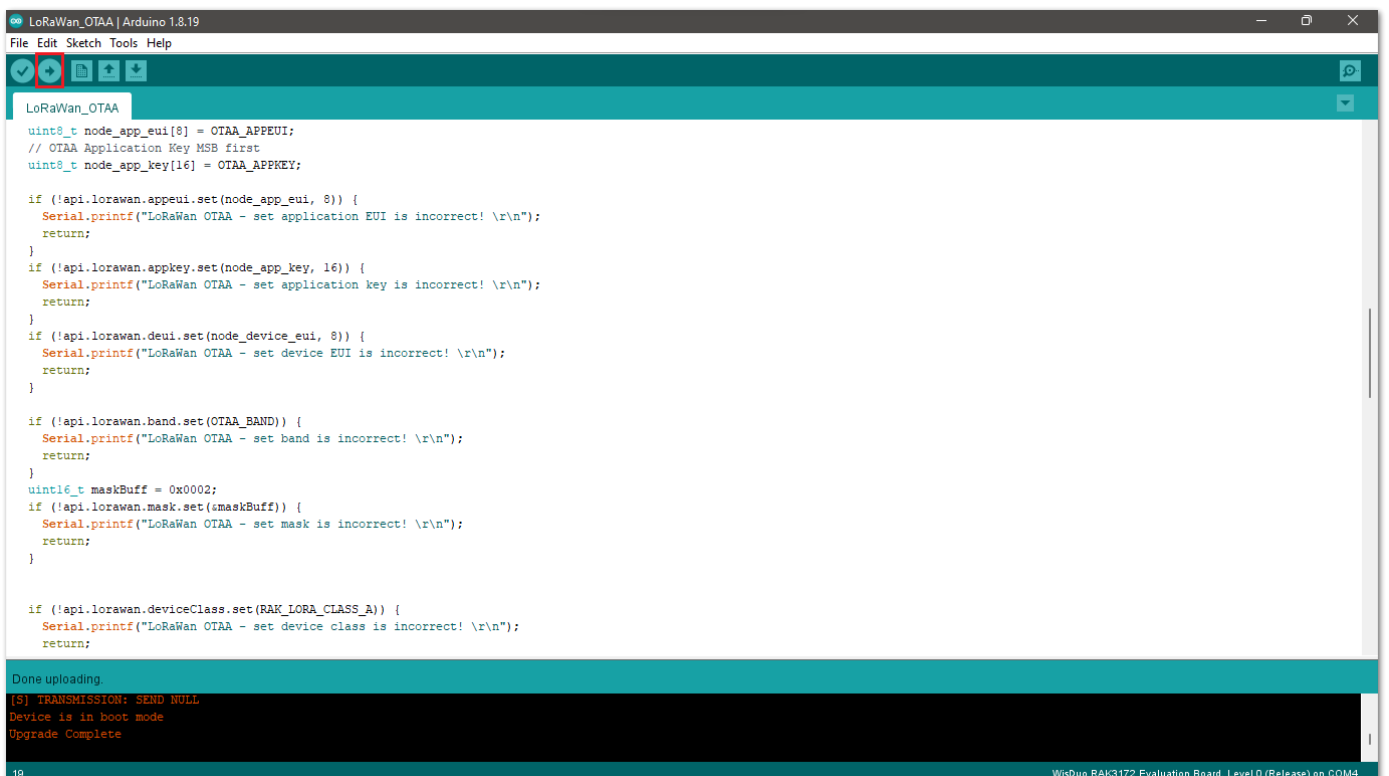 LoRaWan_OTAA | Arduino 1.8.19
File Edit Sketch Tools Help
LoRaWan_OTAA
uint8_t node_app_eui[8] = OTAA_APPEUI;
// OTAA Application Key MSB first
uint8_t node_app_key[16] = OTAA_APPKEY;
if (!api.lorawan.appeui.set(node_app_eui, 8)) {
Serial.printf("LoRaWan OTAA - set application EUI is incorrect! \r\n");
return;
}
if (!api.lorawan.appkey.set(node_app_key, 16)) {
Serial.printf("LoRaWan OTAA - set application key is incorrect! \r\n");
return;
}
if (!api.lorawan.deui.set(node_device_eui, 8)) {
Serial.printf("LoRaWan OTAA - set device EUI is incorrect! \r\n");
return;
}
if (!api.lorawan.band.set(OTAA_BAND)) {
Serial.printf("LoRaWan OTAA - set band is incorrect! \r\n");
return;
}
uint16_t maskBuff = 0x0002;
if (!api.lorawan.mask.set(&maskBuff)) {
Serial.printf("LoRaWan OTAA - set mask is incorrect! \r\n");
return;
}
if (!api.lorawan.deviceClass.set(RAK_LORA_CLASS_A)) {
Serial.printf("LoRaWan OTAA - set device class is incorrect! \r\n");
return;
Done uploading.
[S] TRANSMISSION: SEND NULL
Device is in boot mode
Upgrade Complete
19 WisDuo RAK3172 Evaluation Board, Level 0 (Release) on COM4